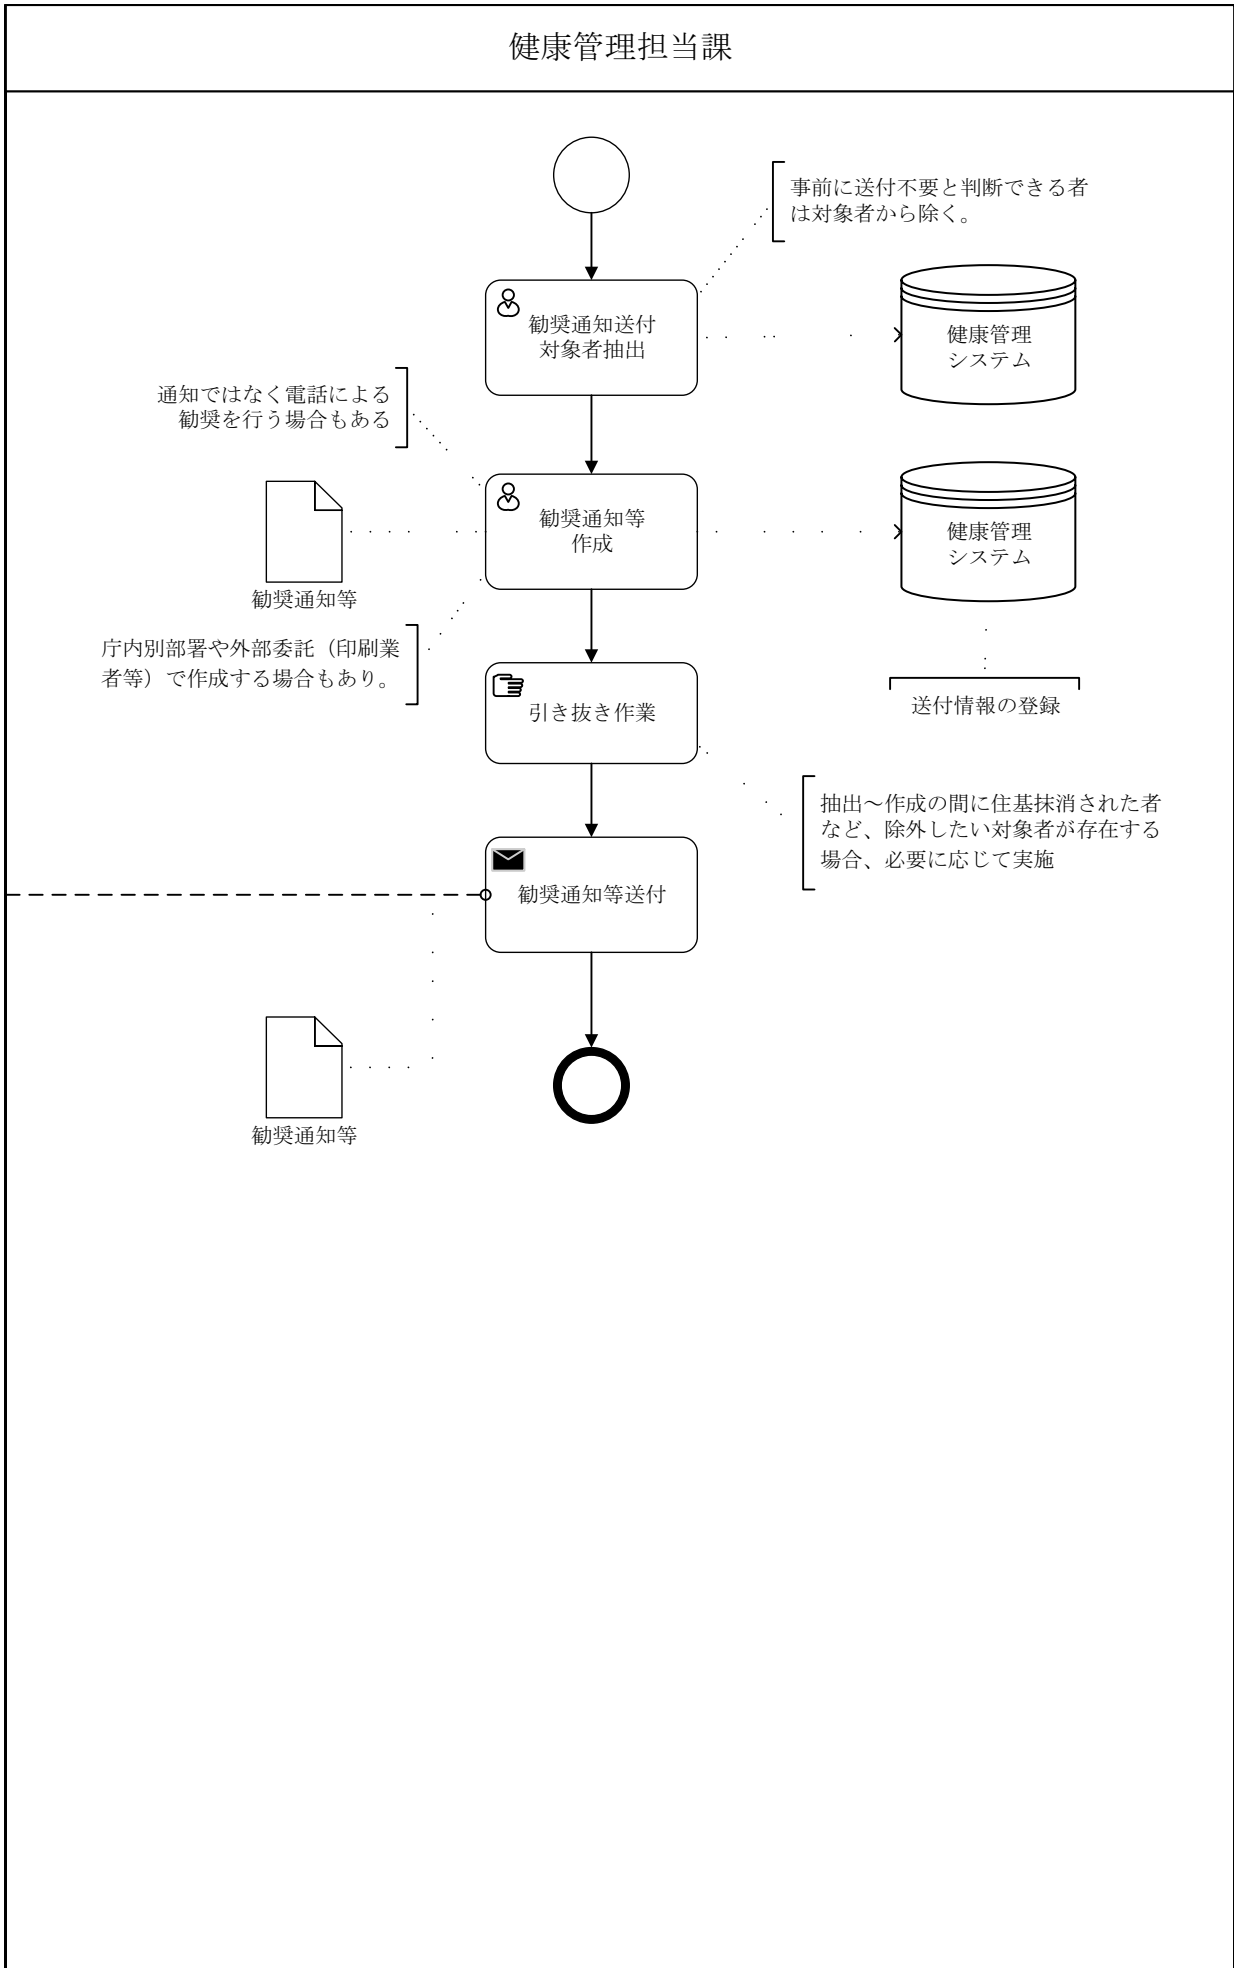 健康管理担当課
事前に送付不要と判断できる者
は対象者から除く。
勧奨通知送付
対象者抽出
健康管理
システム
通知ではなく電話による
勧奨を行う場合もある
勧奨通知等
作成
健康管理
システム
勧奨通知等
庁内別部署や外部委託（印刷業
者等）で作成する場合もあり。
引き抜き作業
送付情報の登録
抽出～作成の間に住基抹消された者
など、除外したい対象者が存在する
場合、必要に応じて実施
勧奨通知等送付
勧奨通知等